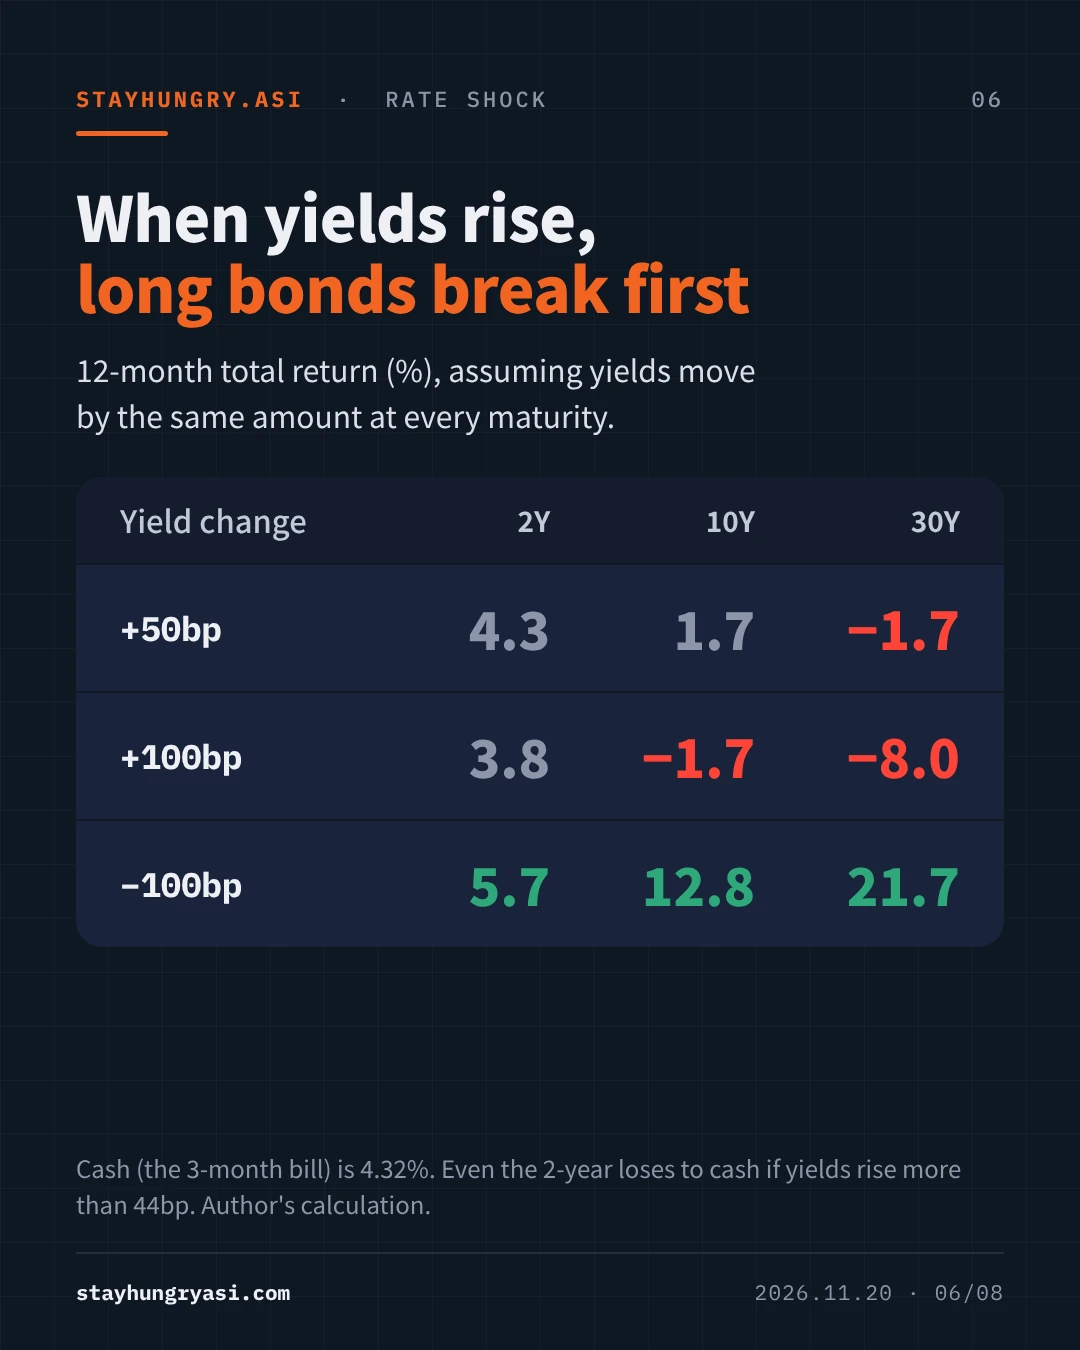 STAYHUNGRY.ASI · RATE SHOCK 06
When yields rise,
long bonds break first
12-month total return (%), assuming yields move
by the same amount at every maturity.
Yield change 2Y 10Y 30Y
+50bp 4.3 1.7 −1.7
+100bp 3.8 −1.7 −8.0
−100bp 5.7 12.8 21.7
Cash (the 3-month bill) is 4.32%. Even the 2-year loses to cash if yields rise more
than 44bp. Author's calculation.
stayhungryasi.com 2026.11.20 · 06/08